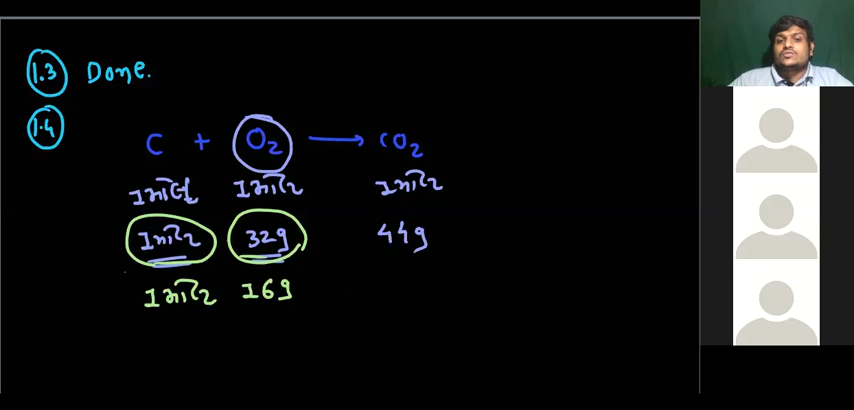 1.3 Done.
1.4
C + O₂ ⟶ CO₂
1મોલ 1મોલ 1મોલ
1મોલ 32g 44g
1મોલ 16g